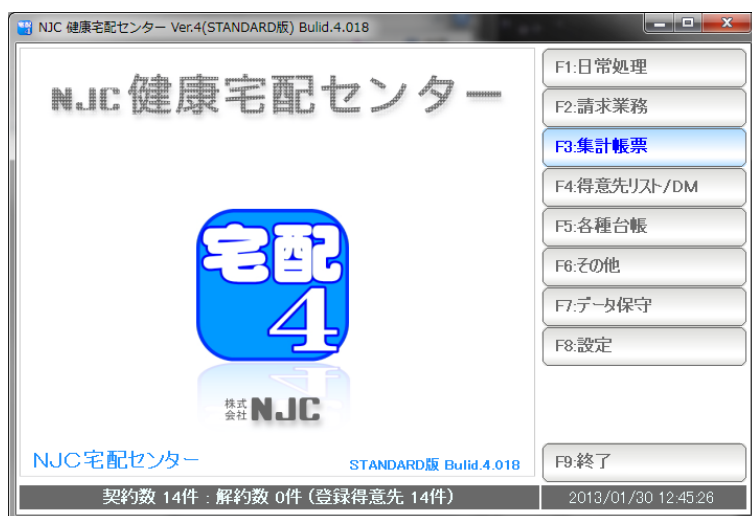 NJC 健康宅配センター Ver.4(STANDARD版) Bulid.4.018
NJC健康宅配センター
宅配
4
株式
会社 NJC
NJC宅配センター
STANDARD版 Bulid.4.018
F1:日常処理
F2:請求業務
F3:集計帳票
F4:得意先リスト/DM
F5:各種台帳
F6:その他
F7:データ保守
F8:設定
F9:終了
契約数 14件 : 解約数 0件 (登録得意先 14件)
2013/01/30 12:45:26